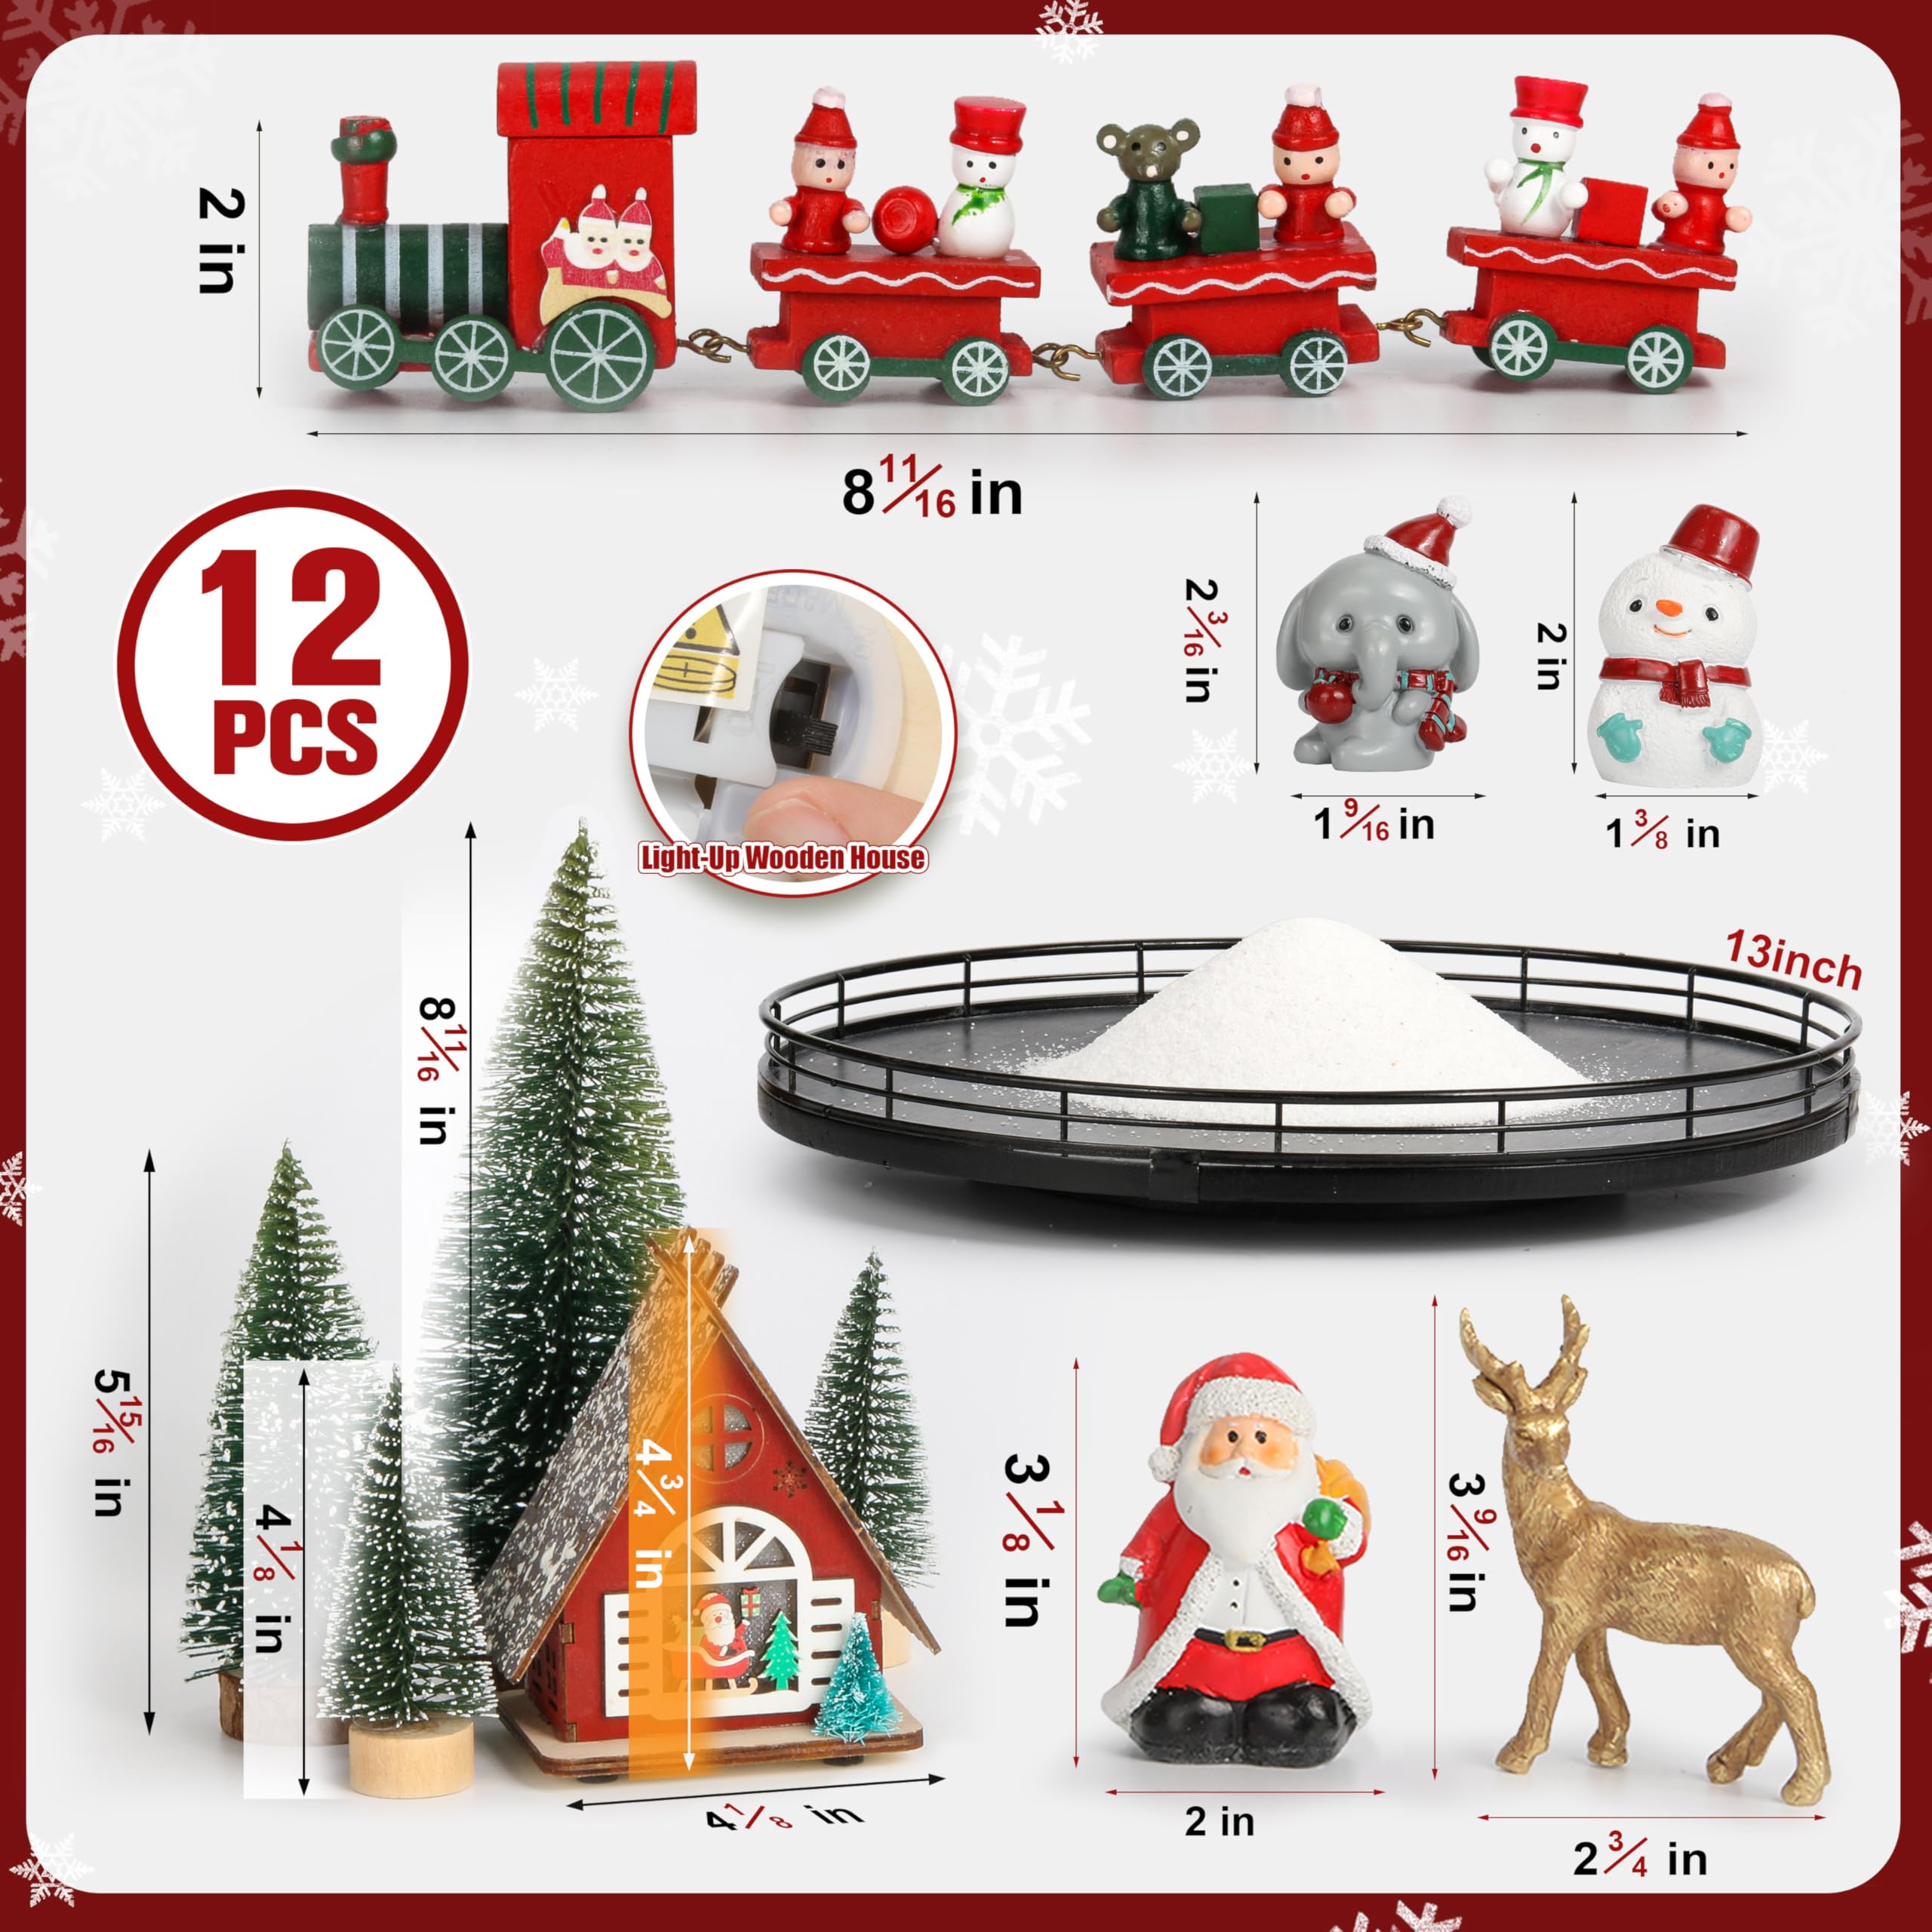 2 in
8 11/16 in
12
PCS
Light-Up Wooden House
2 3/16 in
2 in
1 9/16 in
1 3/8 in
13inch
8 11/16 in
5 15/16 in
4 1/8 in
4 3/4 in
4 1/8 in
3 1/8 in
2 in
3 9/16 in
2 3/4 in